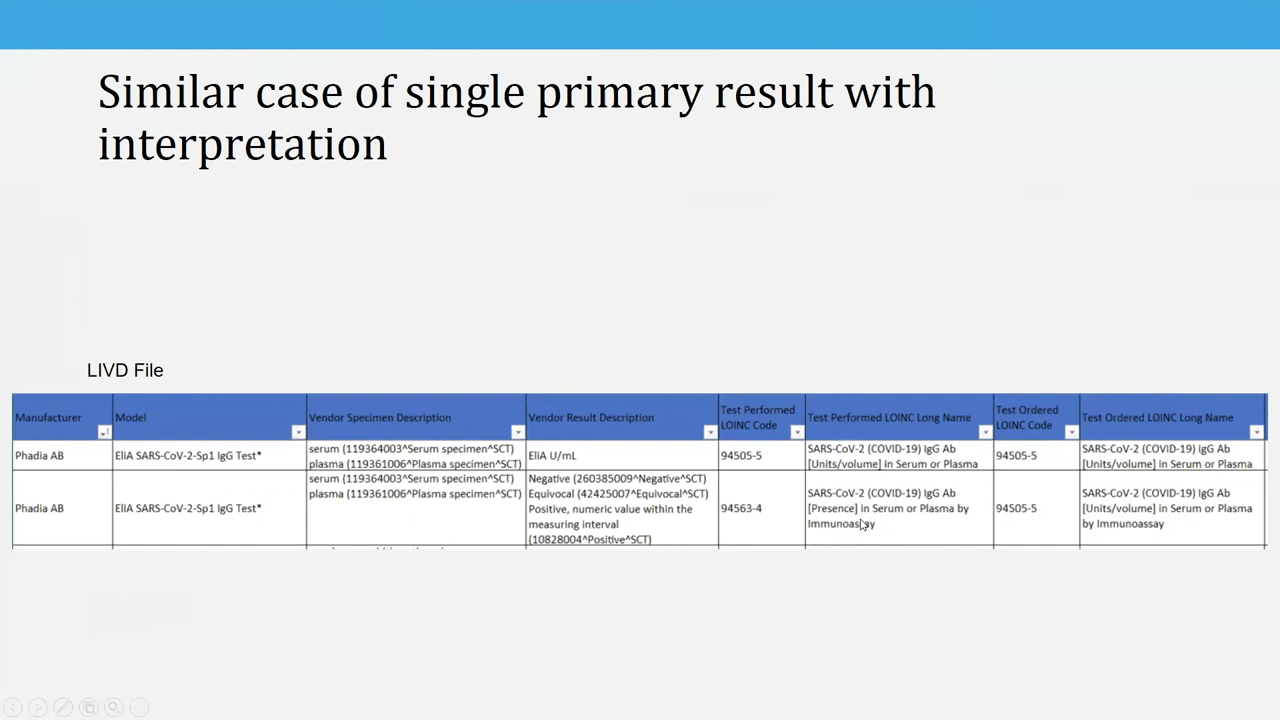 Similar case of single primary result with
interpretation
LIVD File
Manufacturer
Model
Vendor Specimen Description
Vendor Result Description
Test Performed
LOINC Code
Test Performed LOINC Long Name
Test Ordered
LOINC Code
Test Ordered LOINC Long Name
Phadia AB
EliA SARS-CoV-2-Sp1 IgG Test*
serum (119364003^Serum specimen^SCT)
plasma (119361006^Plasma specimen^SCT)
EliA U/mL
94505-5
SARS-CoV-2 (COVID-19) IgG Ab
[Units/volume] in Serum or Plasma
94505-5
SARS-CoV-2 (COVID-19) IgG Ab
[Units/volume] in Serum or Plasma
Phadia AB
EliA SARS-CoV-2-Sp1 IgG Test*
serum (119364003^Serum specimen^SCT)
plasma (119361006^Plasma specimen^SCT)
Negative (260385009^Negative^SCT)
Equivocal (42425007^Equivocal^SCT)
Positive, numeric value within the
measuring interval
(10828004^Positive^SCT)
94563-4
SARS-CoV-2 (COVID-19) IgG Ab
[Presence] in Serum or Plasma by
Immunoassay
94505-5
SARS-CoV-2 (COVID-19) IgG Ab
[Units/volume] in Serum or Plasma
by Immunoassay